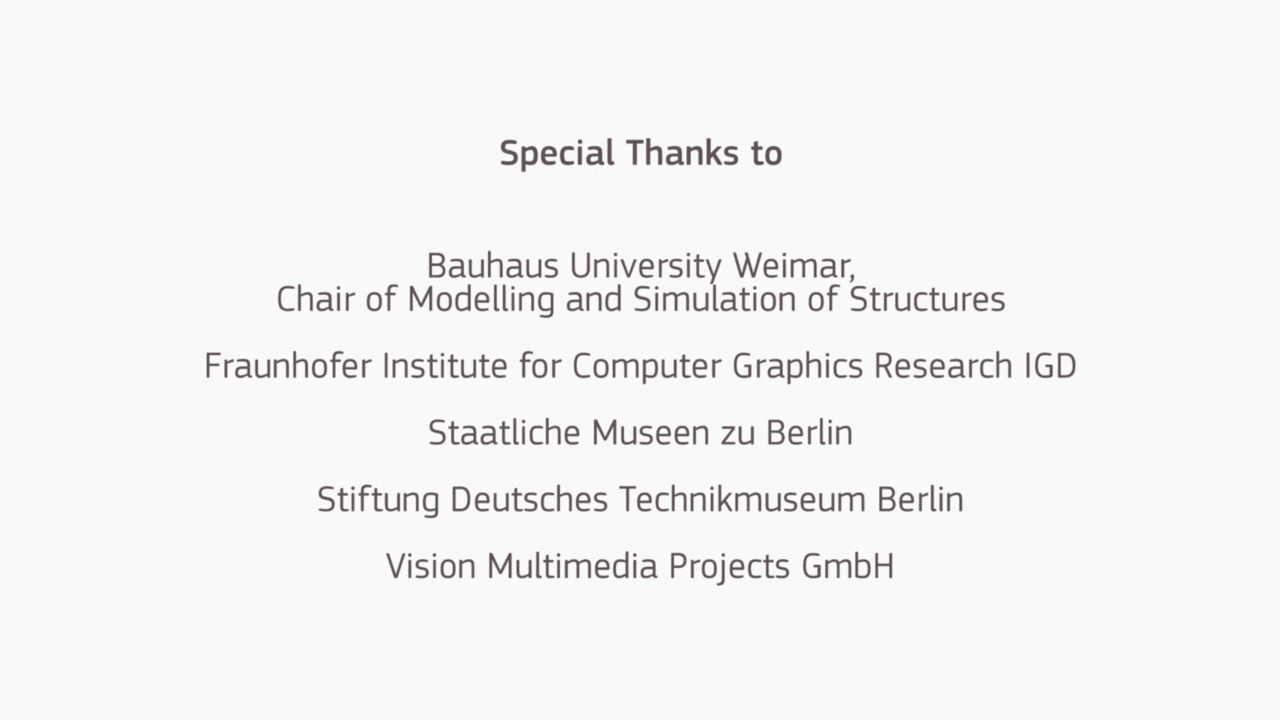 Special Thanks to
Bauhaus University Weimar,
Chair of Modelling and Simulation of Structures
Fraunhofer Institute for Computer Graphics Research IGD
Staatliche Museen zu Berlin
Stiftung Deutsches Technikmuseum Berlin
Vision Multimedia Projects GmbH